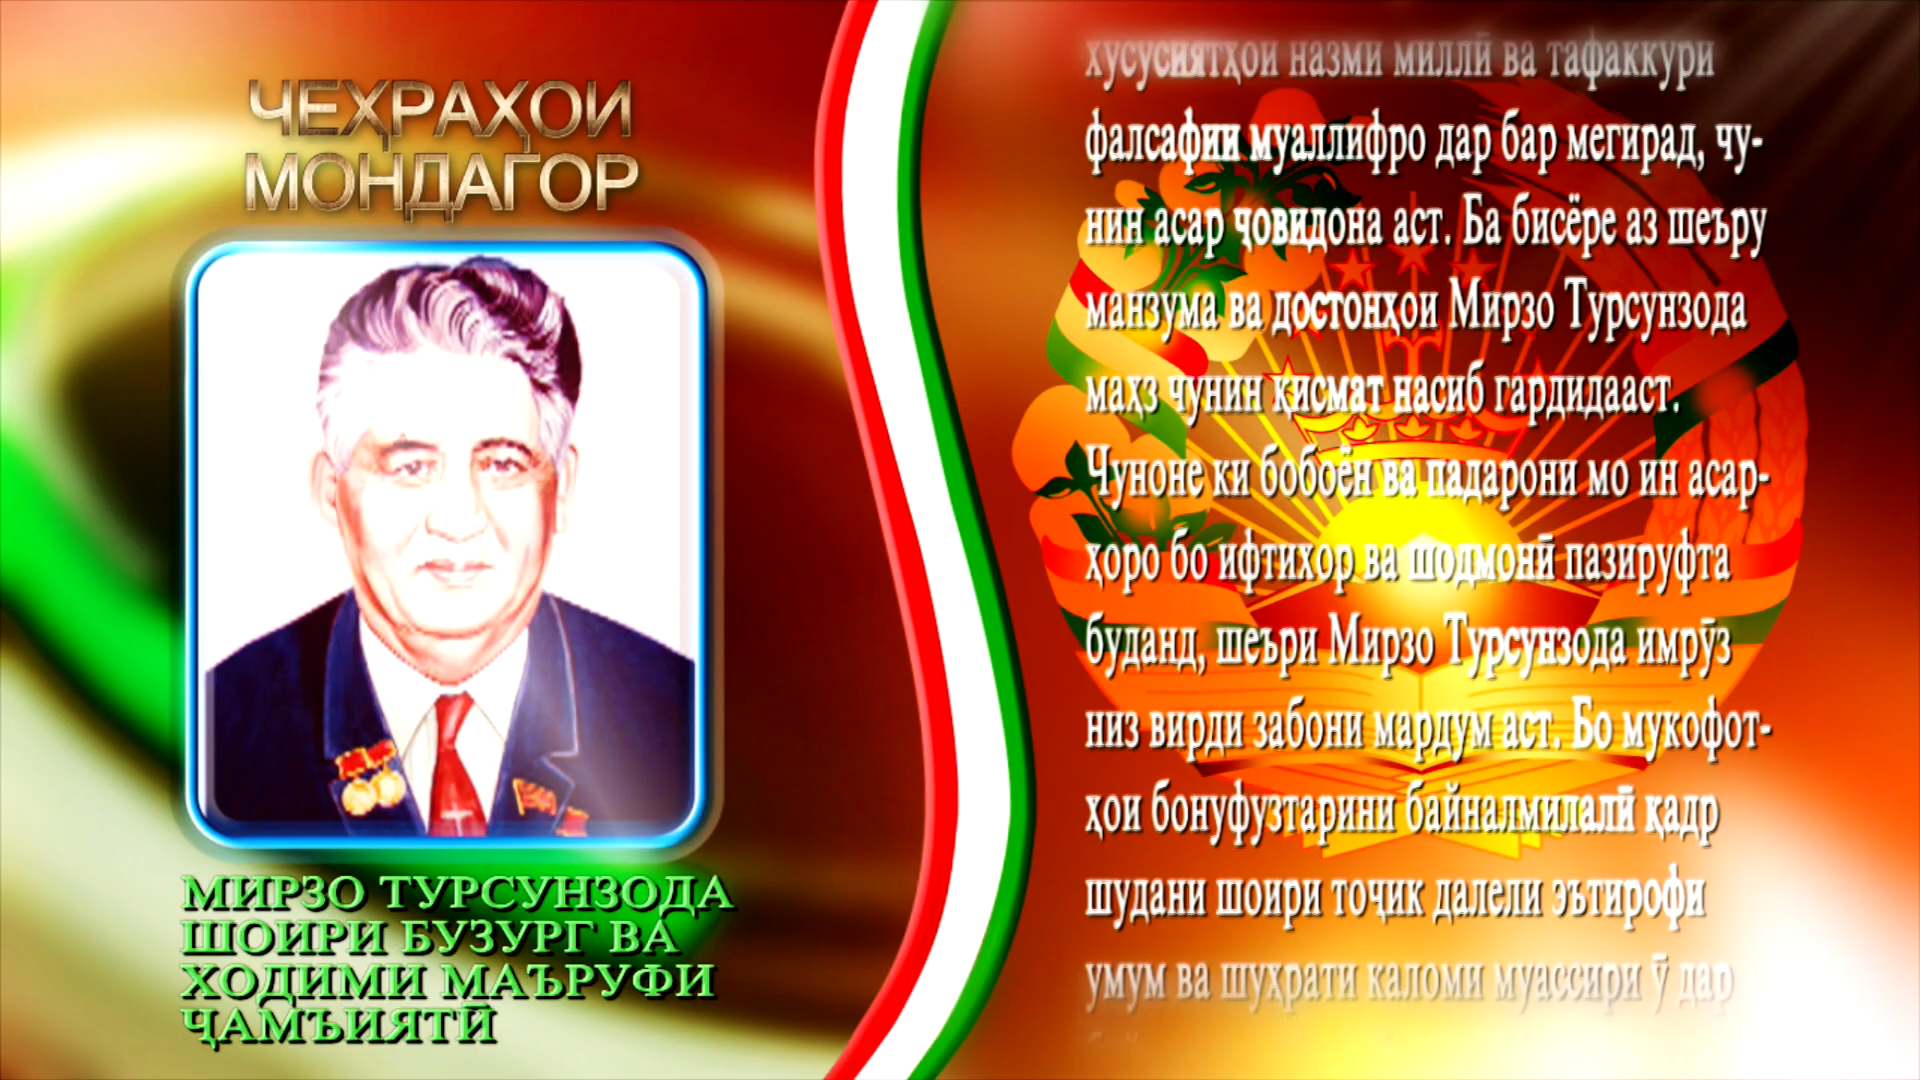 ЧЕҲРАҲОИ
МОНДАГОР
МИРЗО ТУРСУНЗОДА
ШОИРИ БУЗУРГ ВА
ХОДИМИ МАЪРУФИ
ҶАМЪИЯТӢ
хусусиятҳои назми миллӣ ва тафаккури
фалсафии муаллифро дар бар мегирад, чу-
нин асар ҷовидона аст. Ба бисёре аз шеъру
манзума ва достонҳои Мирзо Турсунзода
маҳз чунин қисмат насиб гардидааст.
Чуноне ки бобоён ва падарони мо ин асар-
ҳоро бо ифтихор ва шодмонӣ пазируфта
буданд, шеъри Мирзо Турсунзода имрӯз
низ вирди забони мардум аст. Бо мукофот-
ҳои бонуфузтарини байналмилалӣ қадр
шудани шоири тоҷик далели эътирофи
умум ва шуҳрати каломи муассири ӯ дар